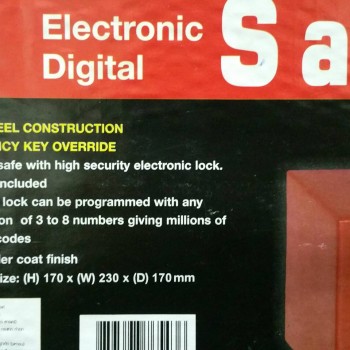 Electronic
Digital
Sa
EEL CONSTRUCTION
NCY KEY OVERRIDE
safe with high security electronic lock.
ncluded
lock can be programmed with any
on of 3 to 8 numbers giving millions of
codes
er coat finish
ize: (H) 170 x (W) 230 x (D) 170 mm